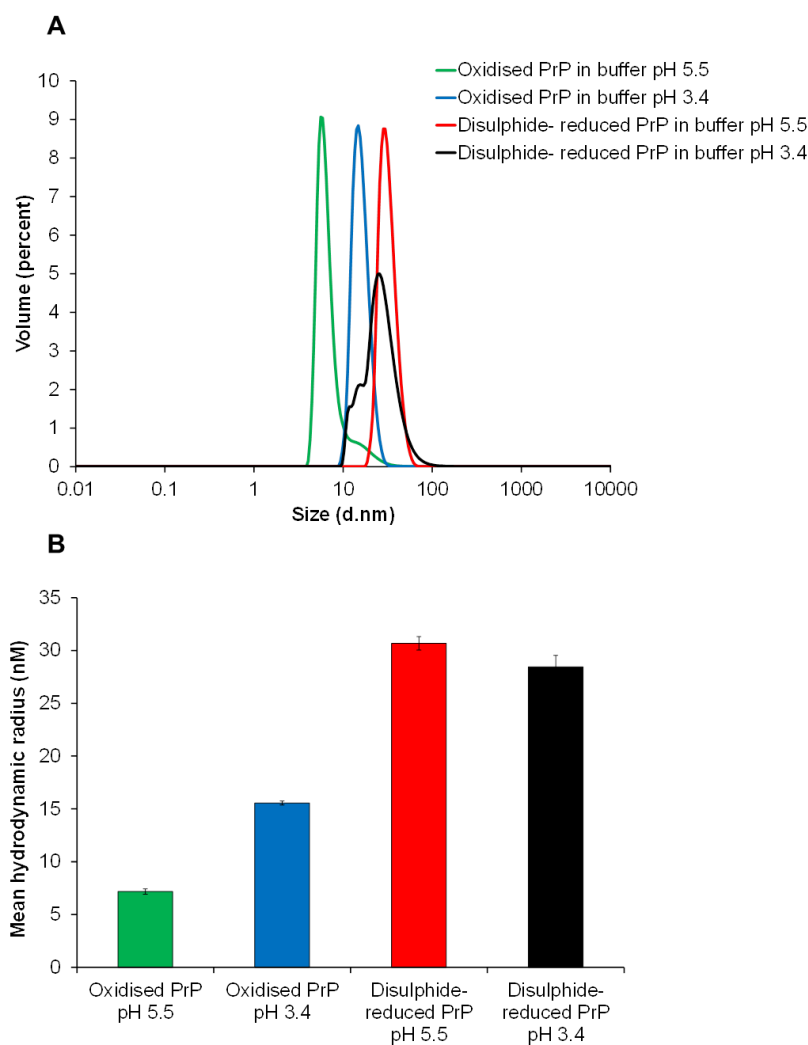 A
Oxidised PrP in buffer pH 5.5
Oxidised PrP in buffer pH 3.4
Disulphide- reduced PrP in buffer pH 5.5
Disulphide- reduced PrP in buffer pH 3.4
Volume (percent)
10
9
8
7
6
5
4
3
2
1
0
0.01 0.1 1 10 100 1000 10000
Size (d.nm)
B
Mean hydrodynamic radius (nM)
35
30
25
20
15
10
5
0
Oxidised PrP
pH 5.5
Oxidised PrP
pH 3.4
Disulphide-
reduced PrP
pH 5.5
Disulphide-
reduced PrP
pH 3.4